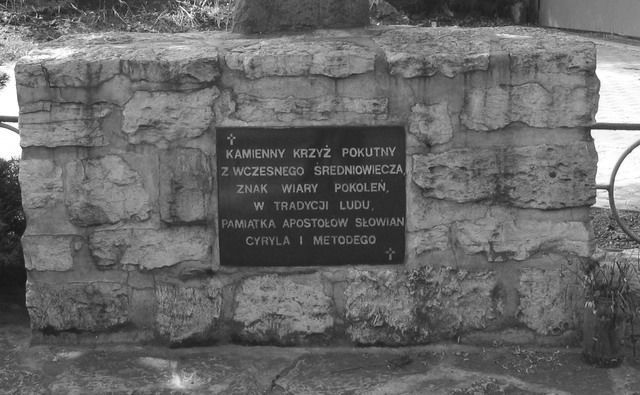 KAMIENNY KRZYŻ POKUTNY
Z WCZESNEGO ŚREDNIOWIECZA,
ZNAK WIARY POKOLEŃ,
W TRADYCJI LUDU,
PAMIĄTKA APOSTOŁÓW SŁOWIAN
CYRYLA I METODEGO